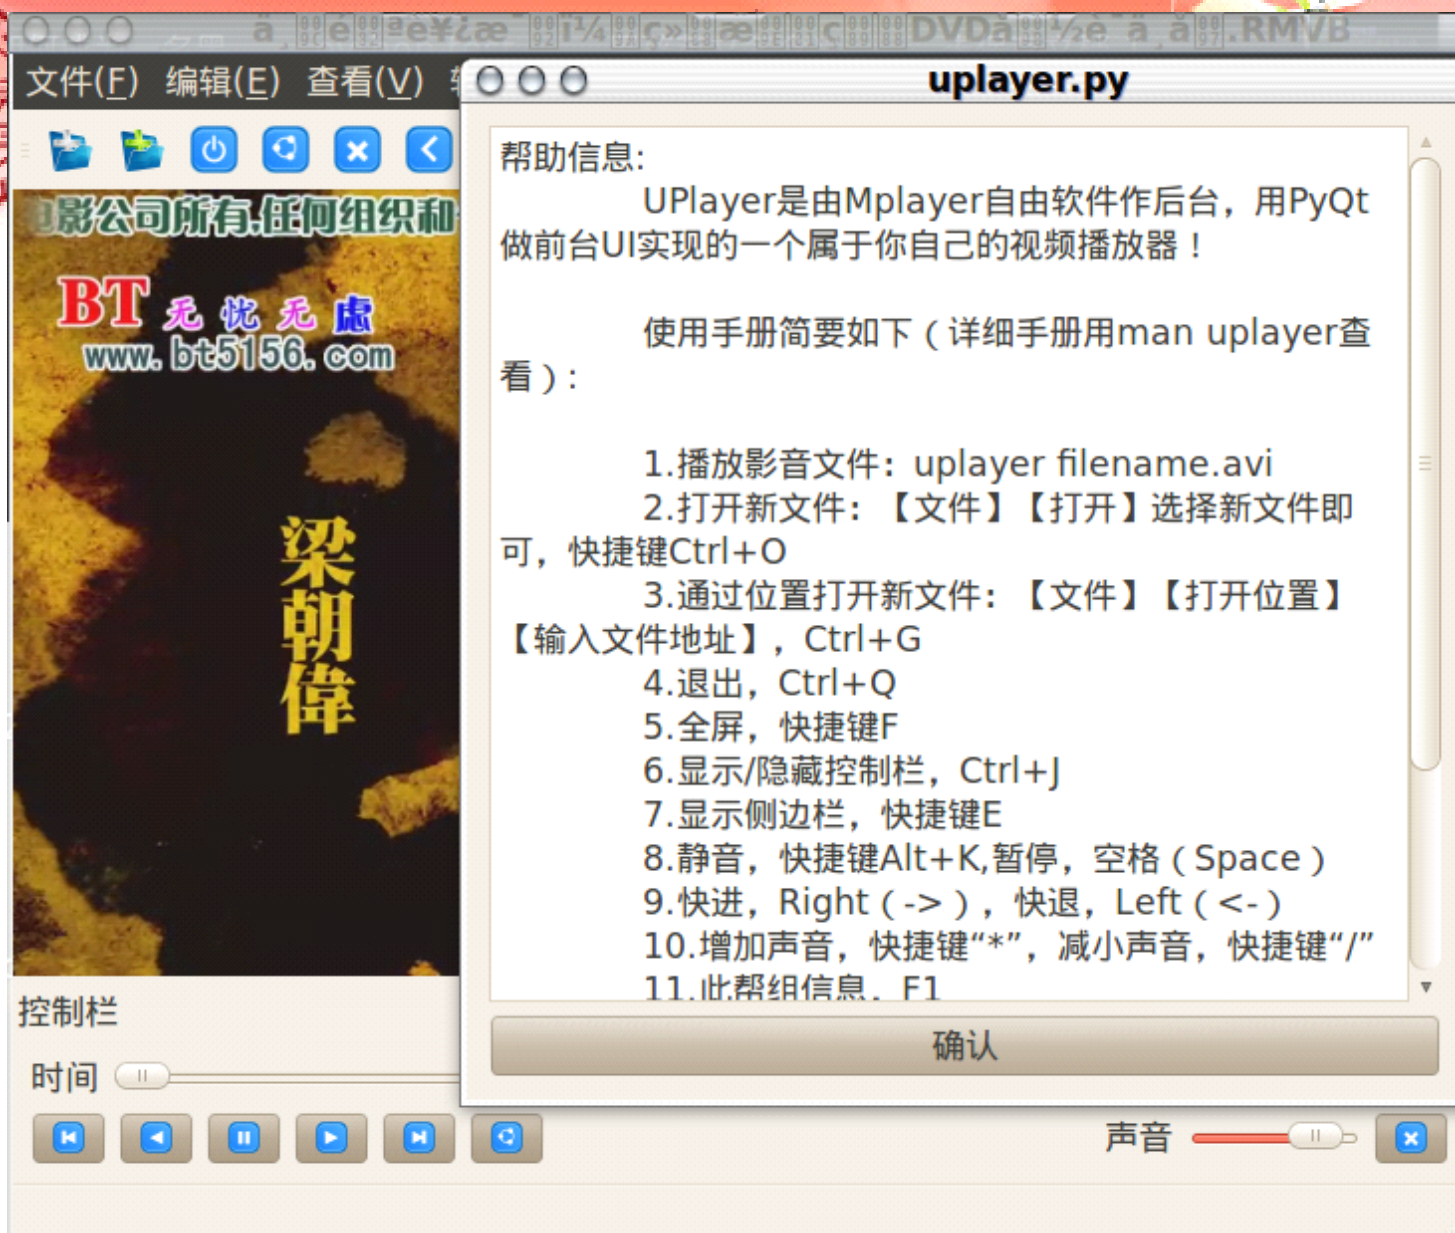 DVD
.RMVB
文件(F) 编辑(E) 查看(V)
uplayer.py
影公司所有.任何组织和
BT 无忧无虑
www.bt5156.com
梁朝偉
帮助信息:
UPlayer是由Mplayer自由软件作后台，用PyQt
做前台UI实现的一个属于你自己的视频播放器！
使用手册简要如下（详细手册用man uplayer查
看）:
1.播放影音文件：uplayer filename.avi
2.打开新文件：【文件】【打开】选择新文件即
可，快捷键Ctrl+O
3.通过位置打开新文件：【文件】【打开位置】
【输入文件地址】，Ctrl+G
4.退出，Ctrl+Q
5.全屏，快捷键F
6.显示/隐藏控制栏，Ctrl+J
7.显示侧边栏，快捷键E
8.静音，快捷键Alt+K,暂停，空格（Space）
9.快进，Right（->），快退，Left（<-）
10.增加声音，快捷键“*”，减小声音，快捷键“/”
11.此帮组信息，F1
确认
控制栏
时间
声音